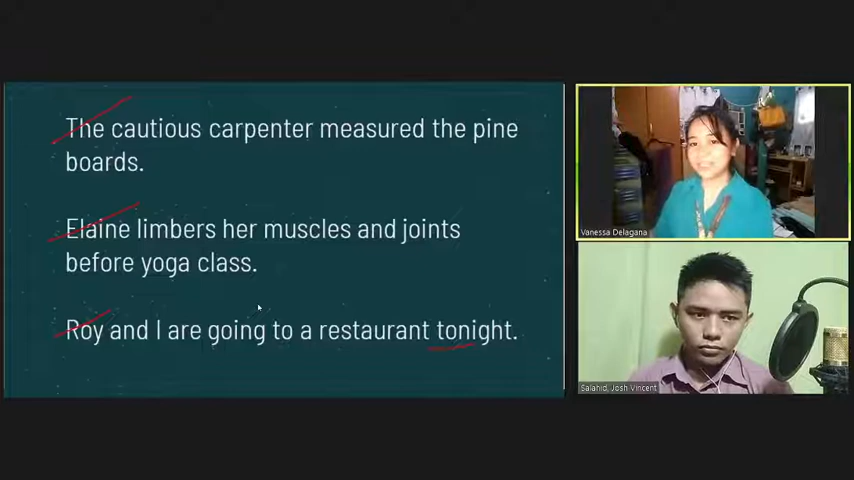 The cautious carpenter measured the pine
boards.
Elaine limbers her muscles and joints
before yoga class.
Roy and I are going to a restaurant tonight.
Vanessa Delagana
Salahid, Josh Vincent